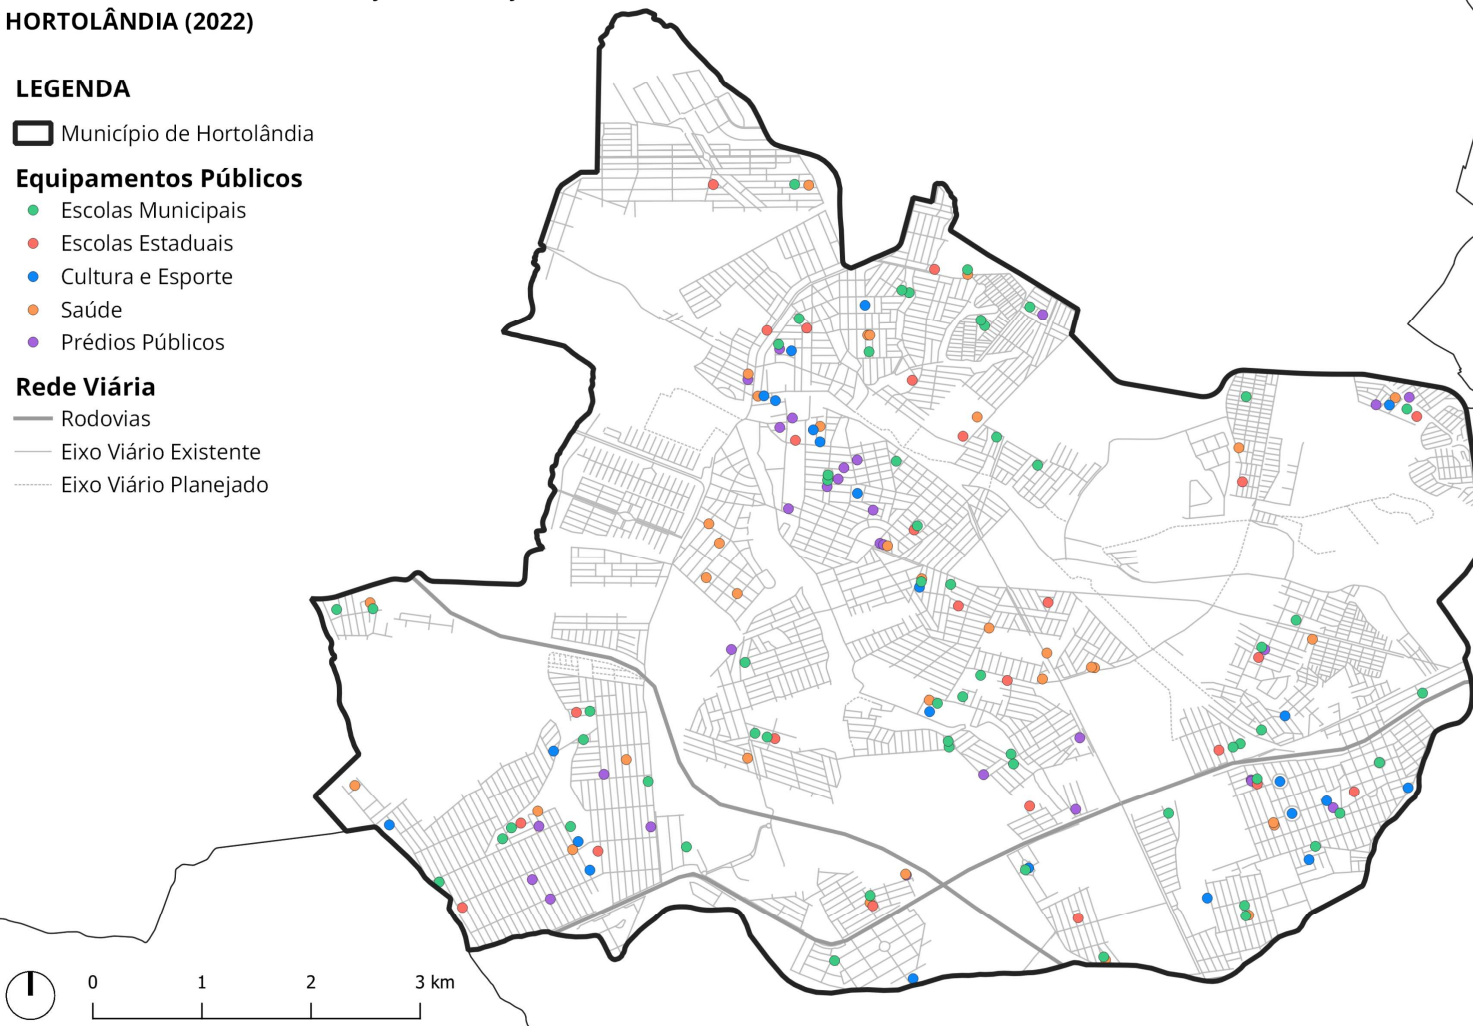 HORTOLÂNDIA (2022)
LEGENDA
Município de Hortolândia
Equipamentos Públicos
Escolas Municipais
Escolas Estaduais
Cultura e Esporte
Saúde
Prédios Públicos
Rede Viária
Rodovias
Eixo Viário Existente
Eixo Viário Planejado
0 1 2 3 km